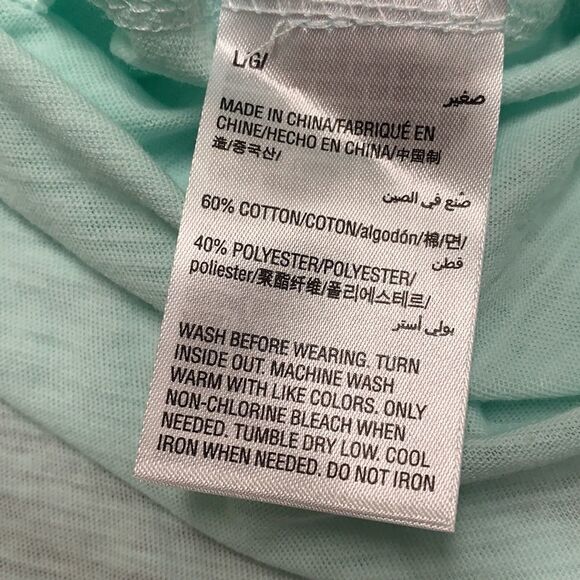 L/G/
صغير
MADE IN CHINA/FABRIQUÉ EN
CHINE/HECHO EN CHINA/中国制
造/중국산/
صُنع في الصين
60% COTTON/COTON/algodón/棉/면/
قطن
40% POLYESTER/POLYESTER/
poliester/聚酯纤维/폴리에스테르/
بولي أستر
WASH BEFORE WEARING. TURN
INSIDE OUT. MACHINE WASH
WARM WITH LIKE COLORS. ONLY
NON-CHLORINE BLEACH WHEN
NEEDED. TUMBLE DRY LOW. COOL
IRON WHEN NEEDED. DO NOT IRON